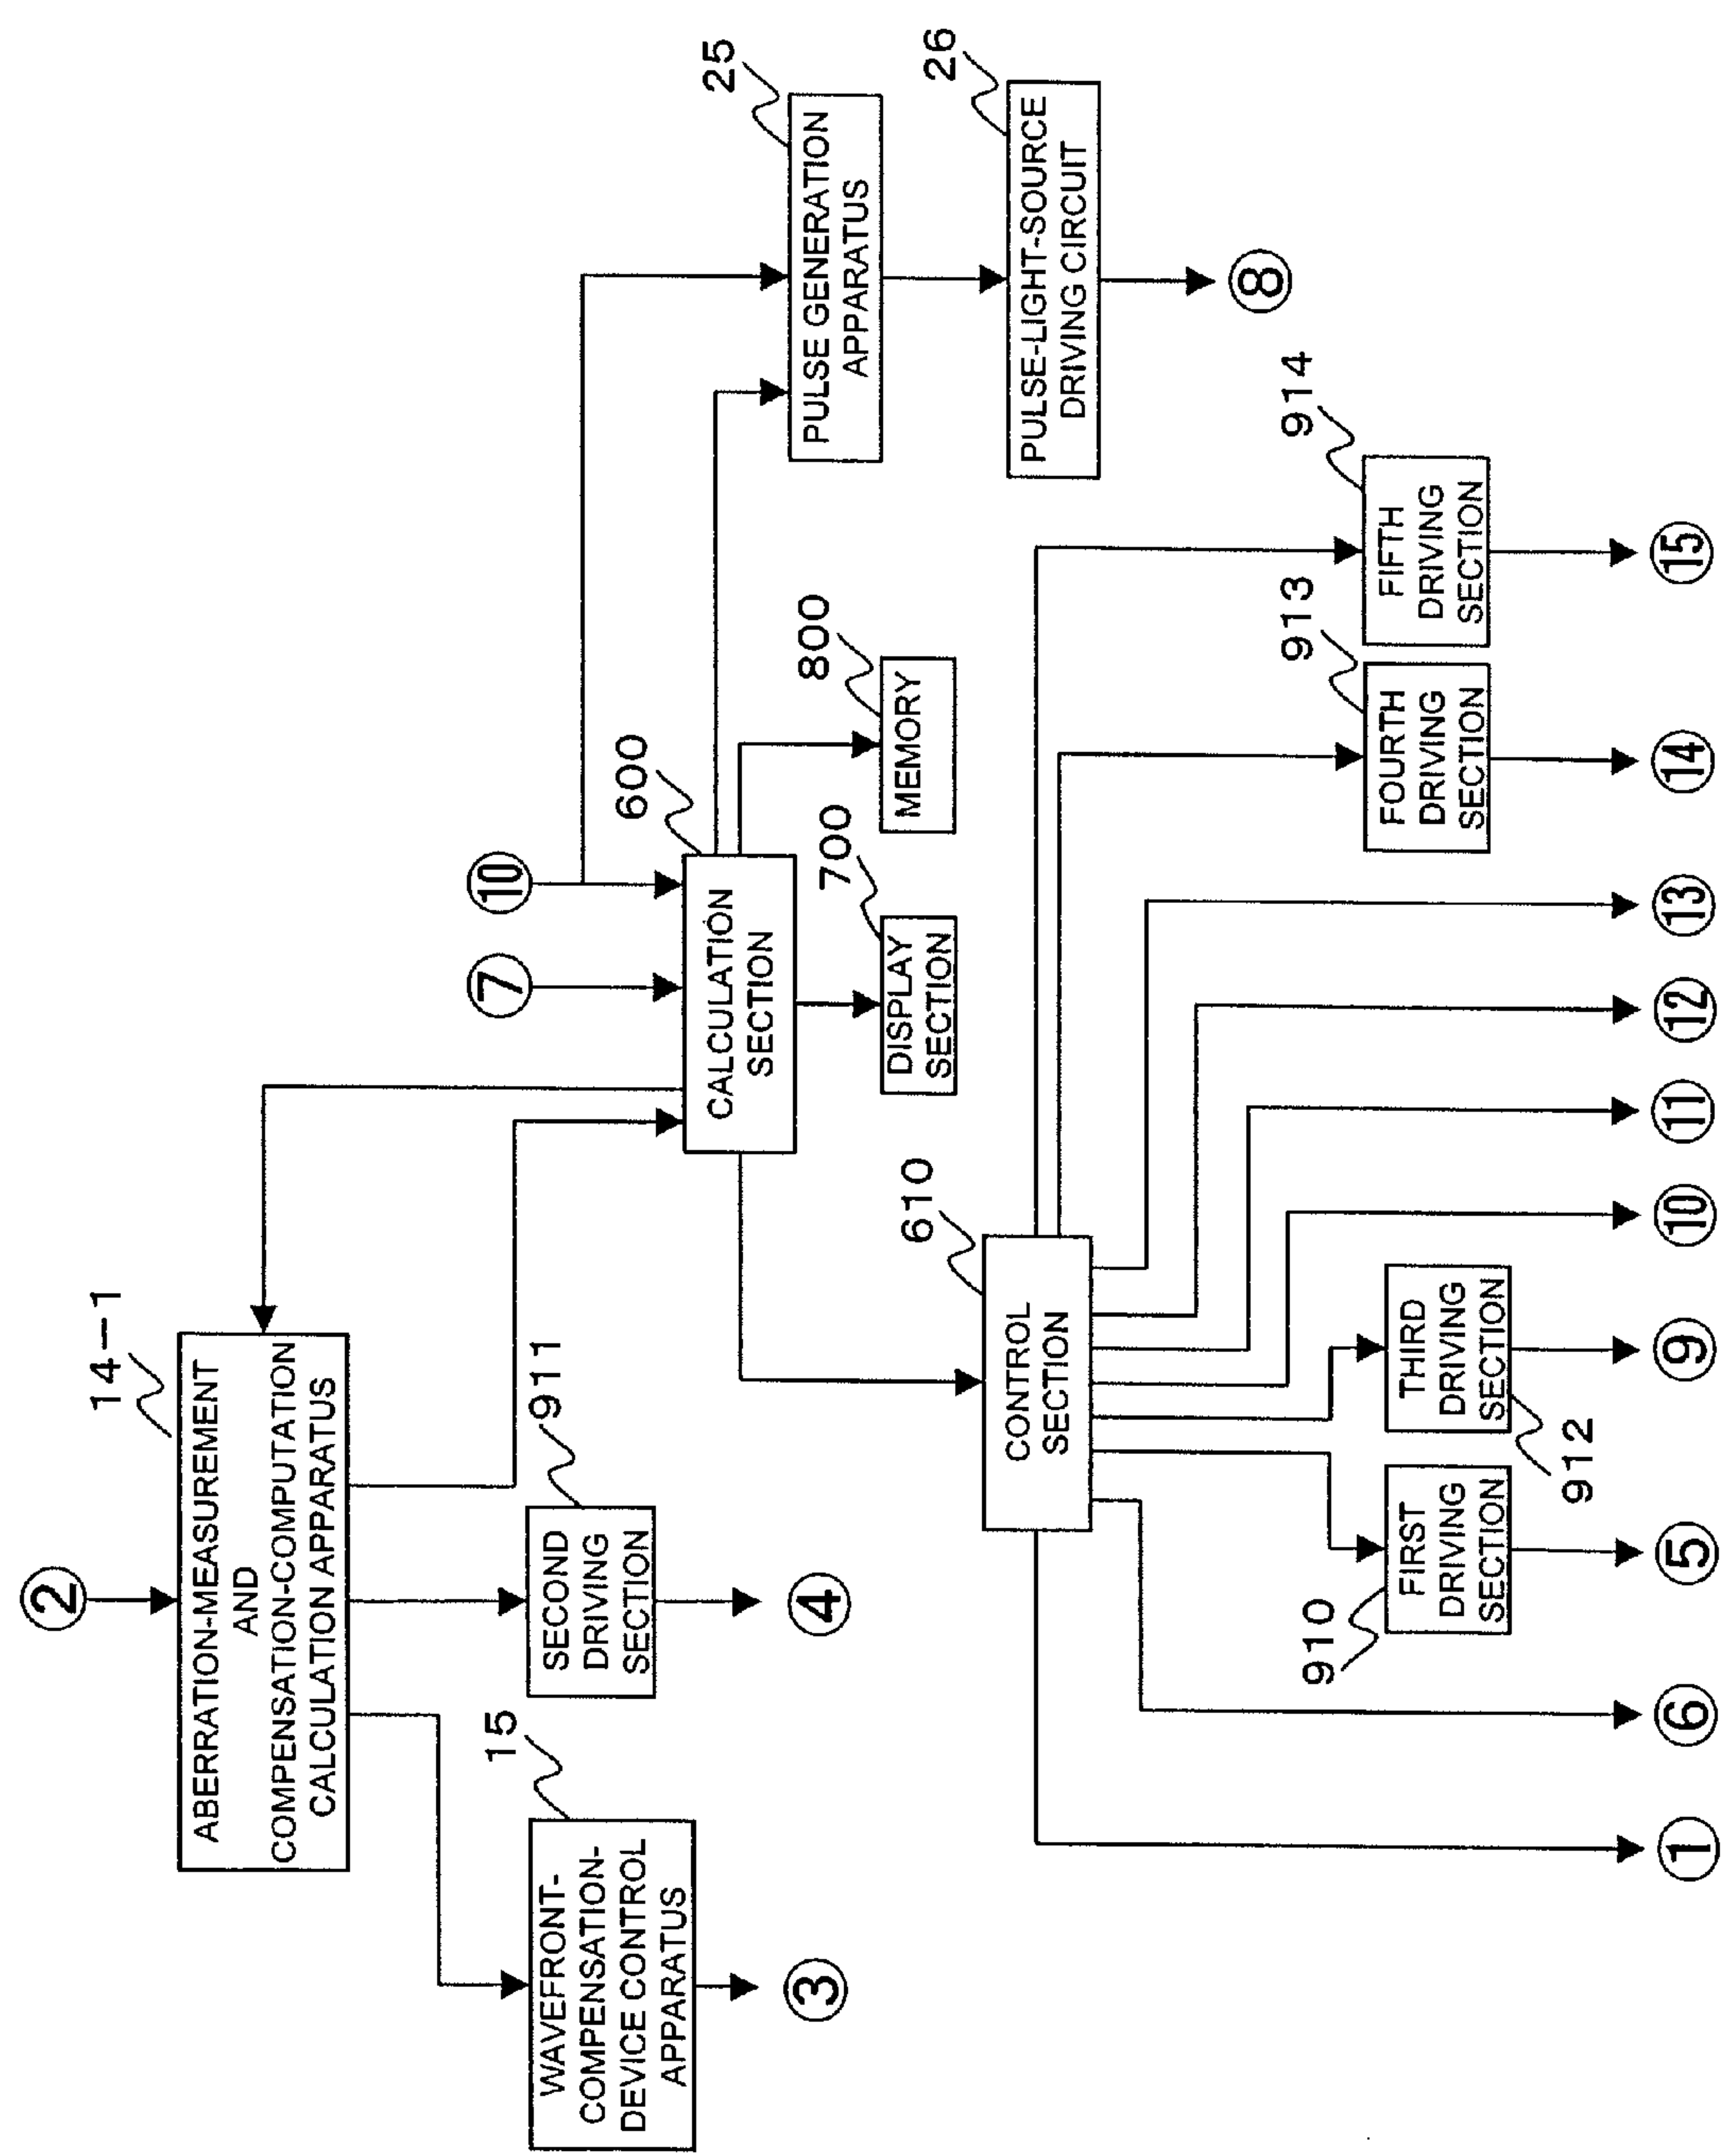 ②
14-1
ABERRATION-MEASUREMENT
AND
COMPENSATION-COMPUTATION
CALCULATION APPARATUS
15
WAVEFRONT-
COMPENSATION-
DEVICE CONTROL
APPARATUS
③
911
SECOND
DRIVING
SECTION
④
⑦
⑩
600
CALCULATION
SECTION
700
DISPLAY
SECTION
800
MEMORY
25
PULSE GENERATION
APPARATUS
26
PULSE-LIGHT-SOURCE
DRIVING CIRCUIT
⑧
610
CONTROL
SECTION
910
FIRST
DRIVING
SECTION
THIRD
DRIVING
SECTION
912
913
FOURTH
DRIVING
SECTION
914
FIFTH
DRIVING
SECTION
①
⑥
⑤
⑨
⑩
⑪
⑫
⑬
⑭
⑮